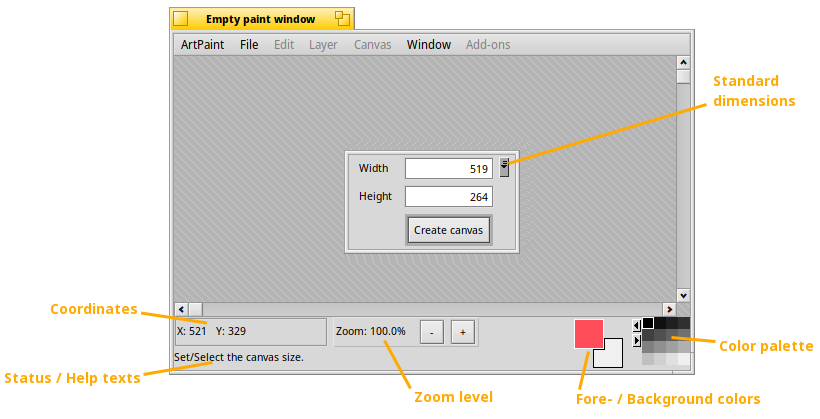 Empty paint window
ArtPaint File Edit Layer Canvas Window Add-ons
Standard
dimensions
Width 519
Height 264
Create canvas
Coordinates
X: 521 Y: 329
Zoom: 100.0% - +
Color palette
Set/Select the canvas size.
Status / Help texts
Zoom level
Fore- / Background colors